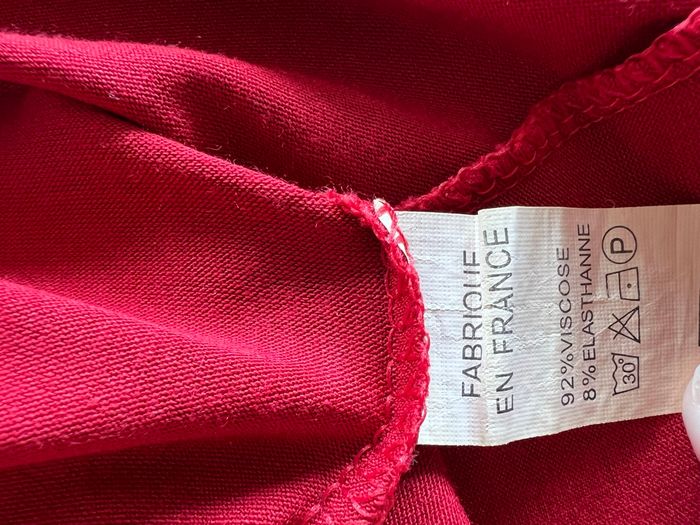 FABRIQUE
EN FRANCE
92%VISCOSE
8%ELASTHANNE
30° P